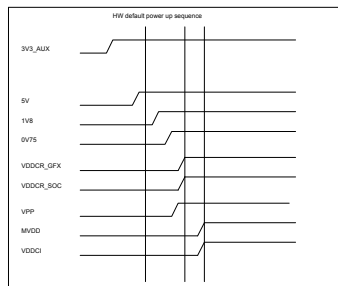 HW default power up sequence
3V3_AUX
5V
1V8
0V75
VDDCR_GFX
VDDCR_SOC
VPP
MVDD
VDDCI